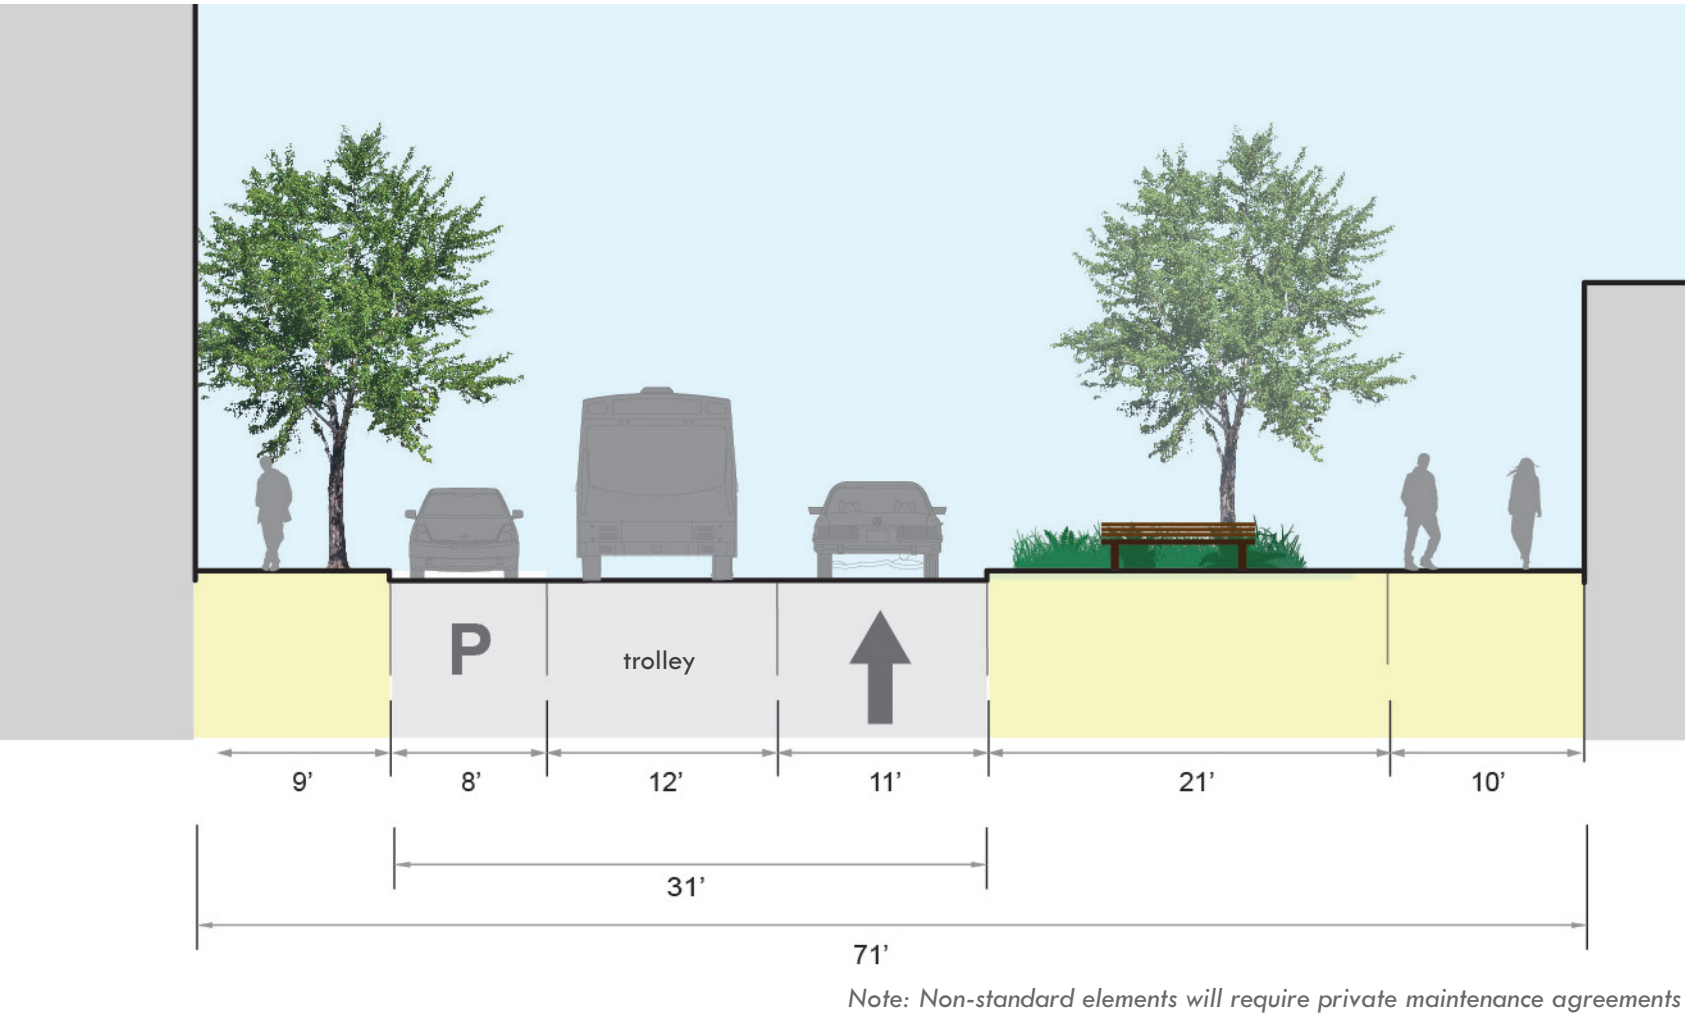 P
trolley
9’ 8’ 12’ 11’ 21’ 10’
31’
71’
Note: Non-standard elements will require private maintenance agreements